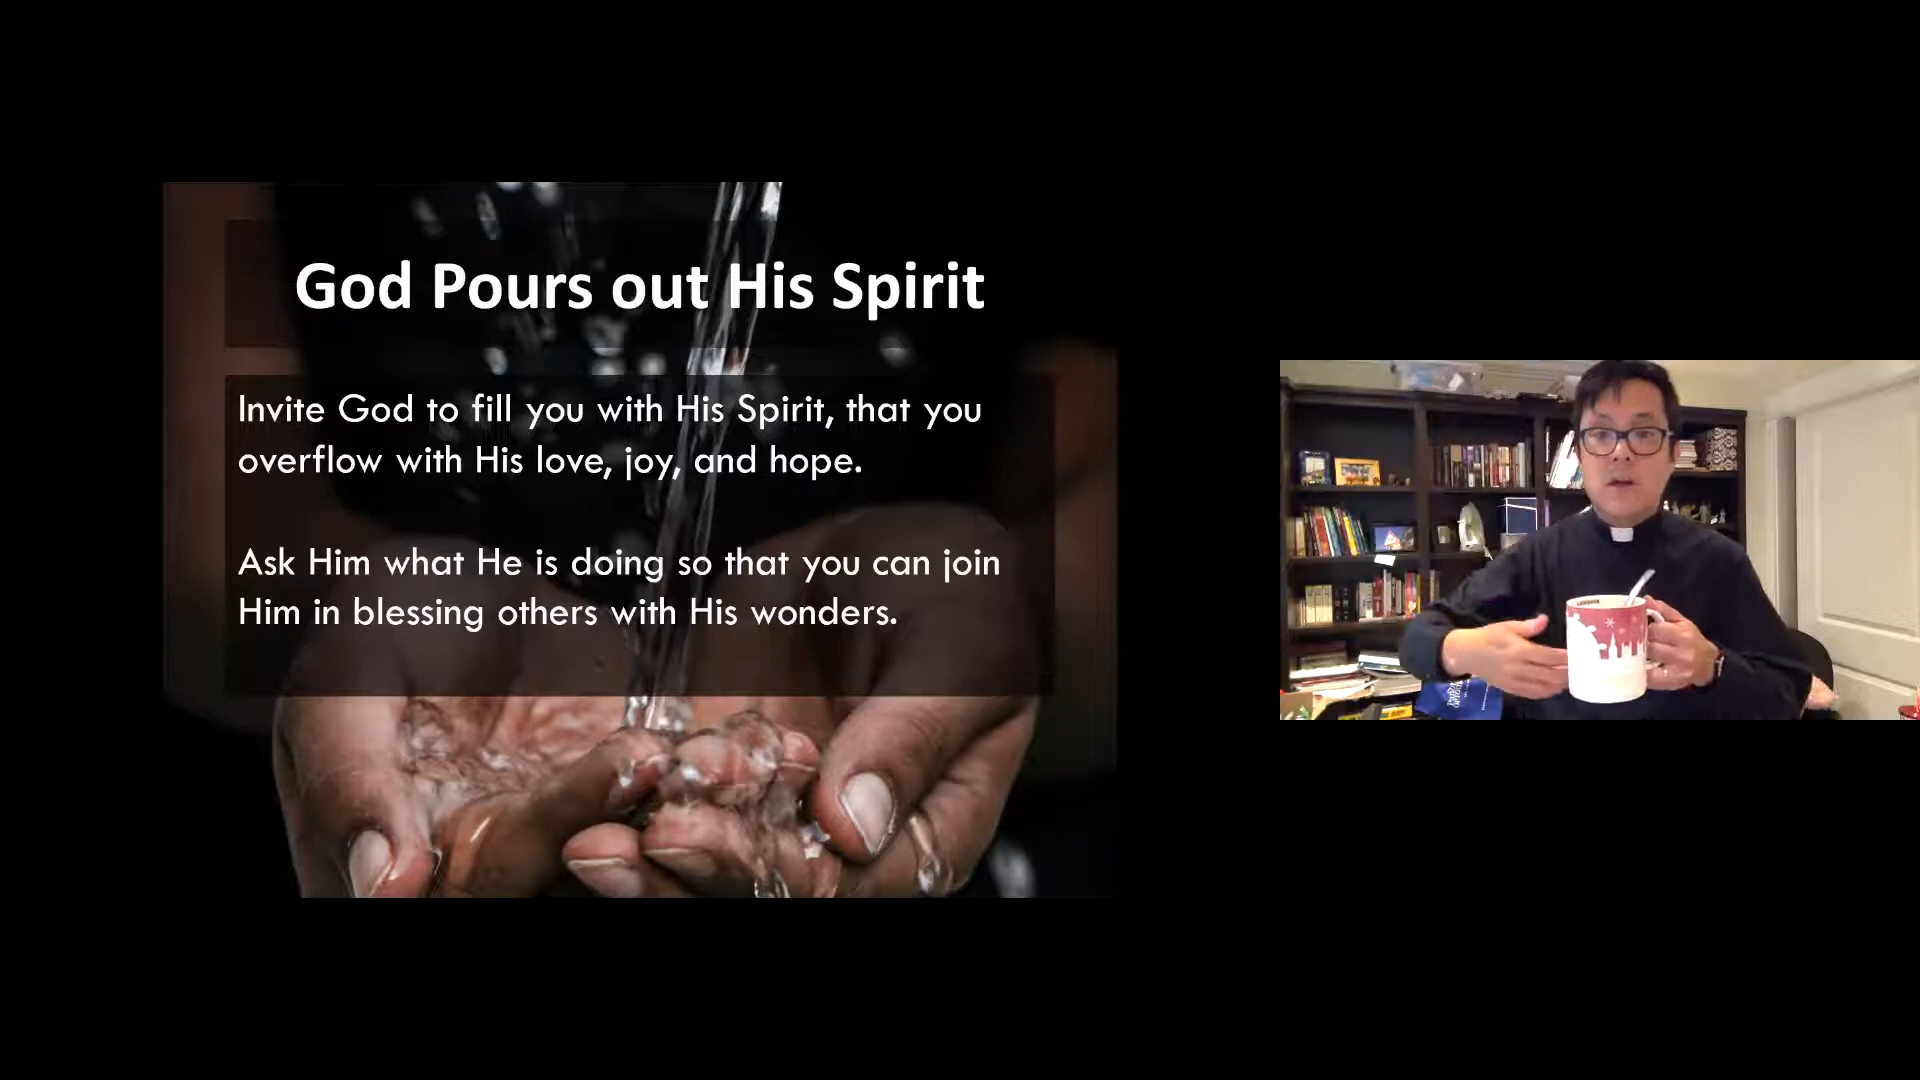 God Pours out His Spirit
Invite God to fill you with His Spirit, that you
overflow with His love, joy, and hope.
Ask Him what He is doing so that you can join
Him in blessing others with His wonders.